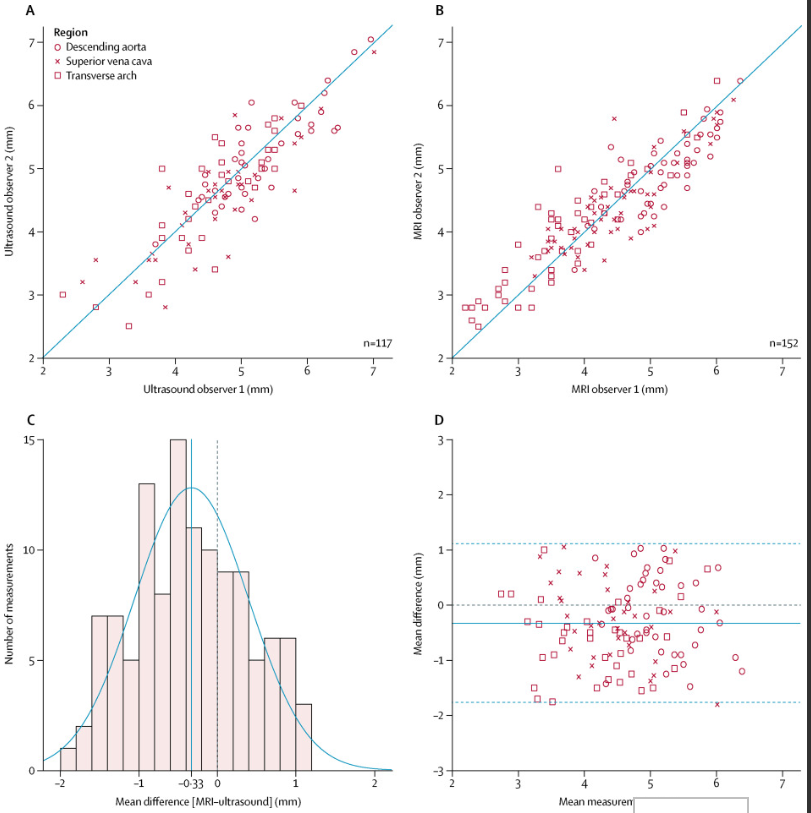 A
Region
Descending aorta
Superior vena cava
Transverse arch
Ultrasound observer 2 (mm)
7
6
5
4
3
2
2 3 4 5 6 7
n=117
Ultrasound observer 1 (mm)
B
MRI observer 2 (mm)
7
6
5
4
3
2
2 3 4 5 6 7
n=152
MRI observer 1 (mm)
C
Number of measurements
15
10
5
0
−2 −1 −0·33 0 1 2
Mean difference [MRI–ultrasound] (mm)
D
Mean difference (mm)
3
2
1
0
−1
−2
−3
2 3 4 5 6 7
Mean